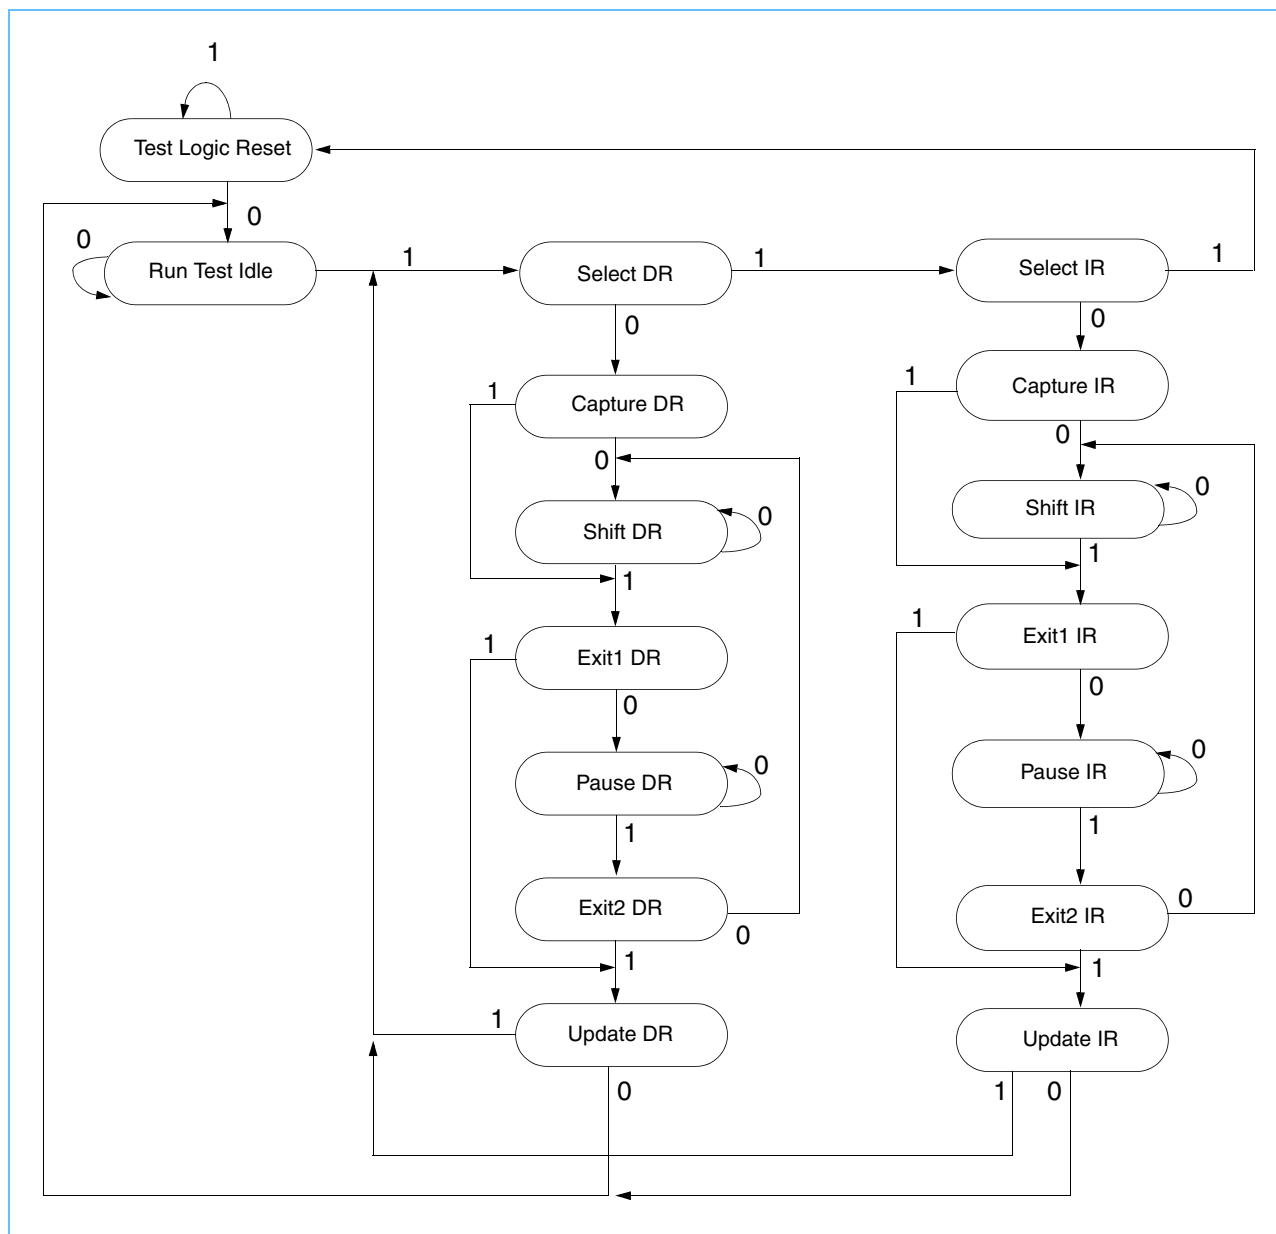 1
Test Logic Reset
0
0
Run Test Idle
1
Select DR
1
Select IR
1
0
0
1
Capture DR
1
Capture IR
0
0
Shift DR
0
Shift IR
0
1
1
1
Exit1 DR
1
Exit1 IR
0
0
Pause DR
0
Pause IR
0
1
1
Exit2 DR
0
Exit2 IR
0
1
1
1
Update DR
Update IR
0
1
0